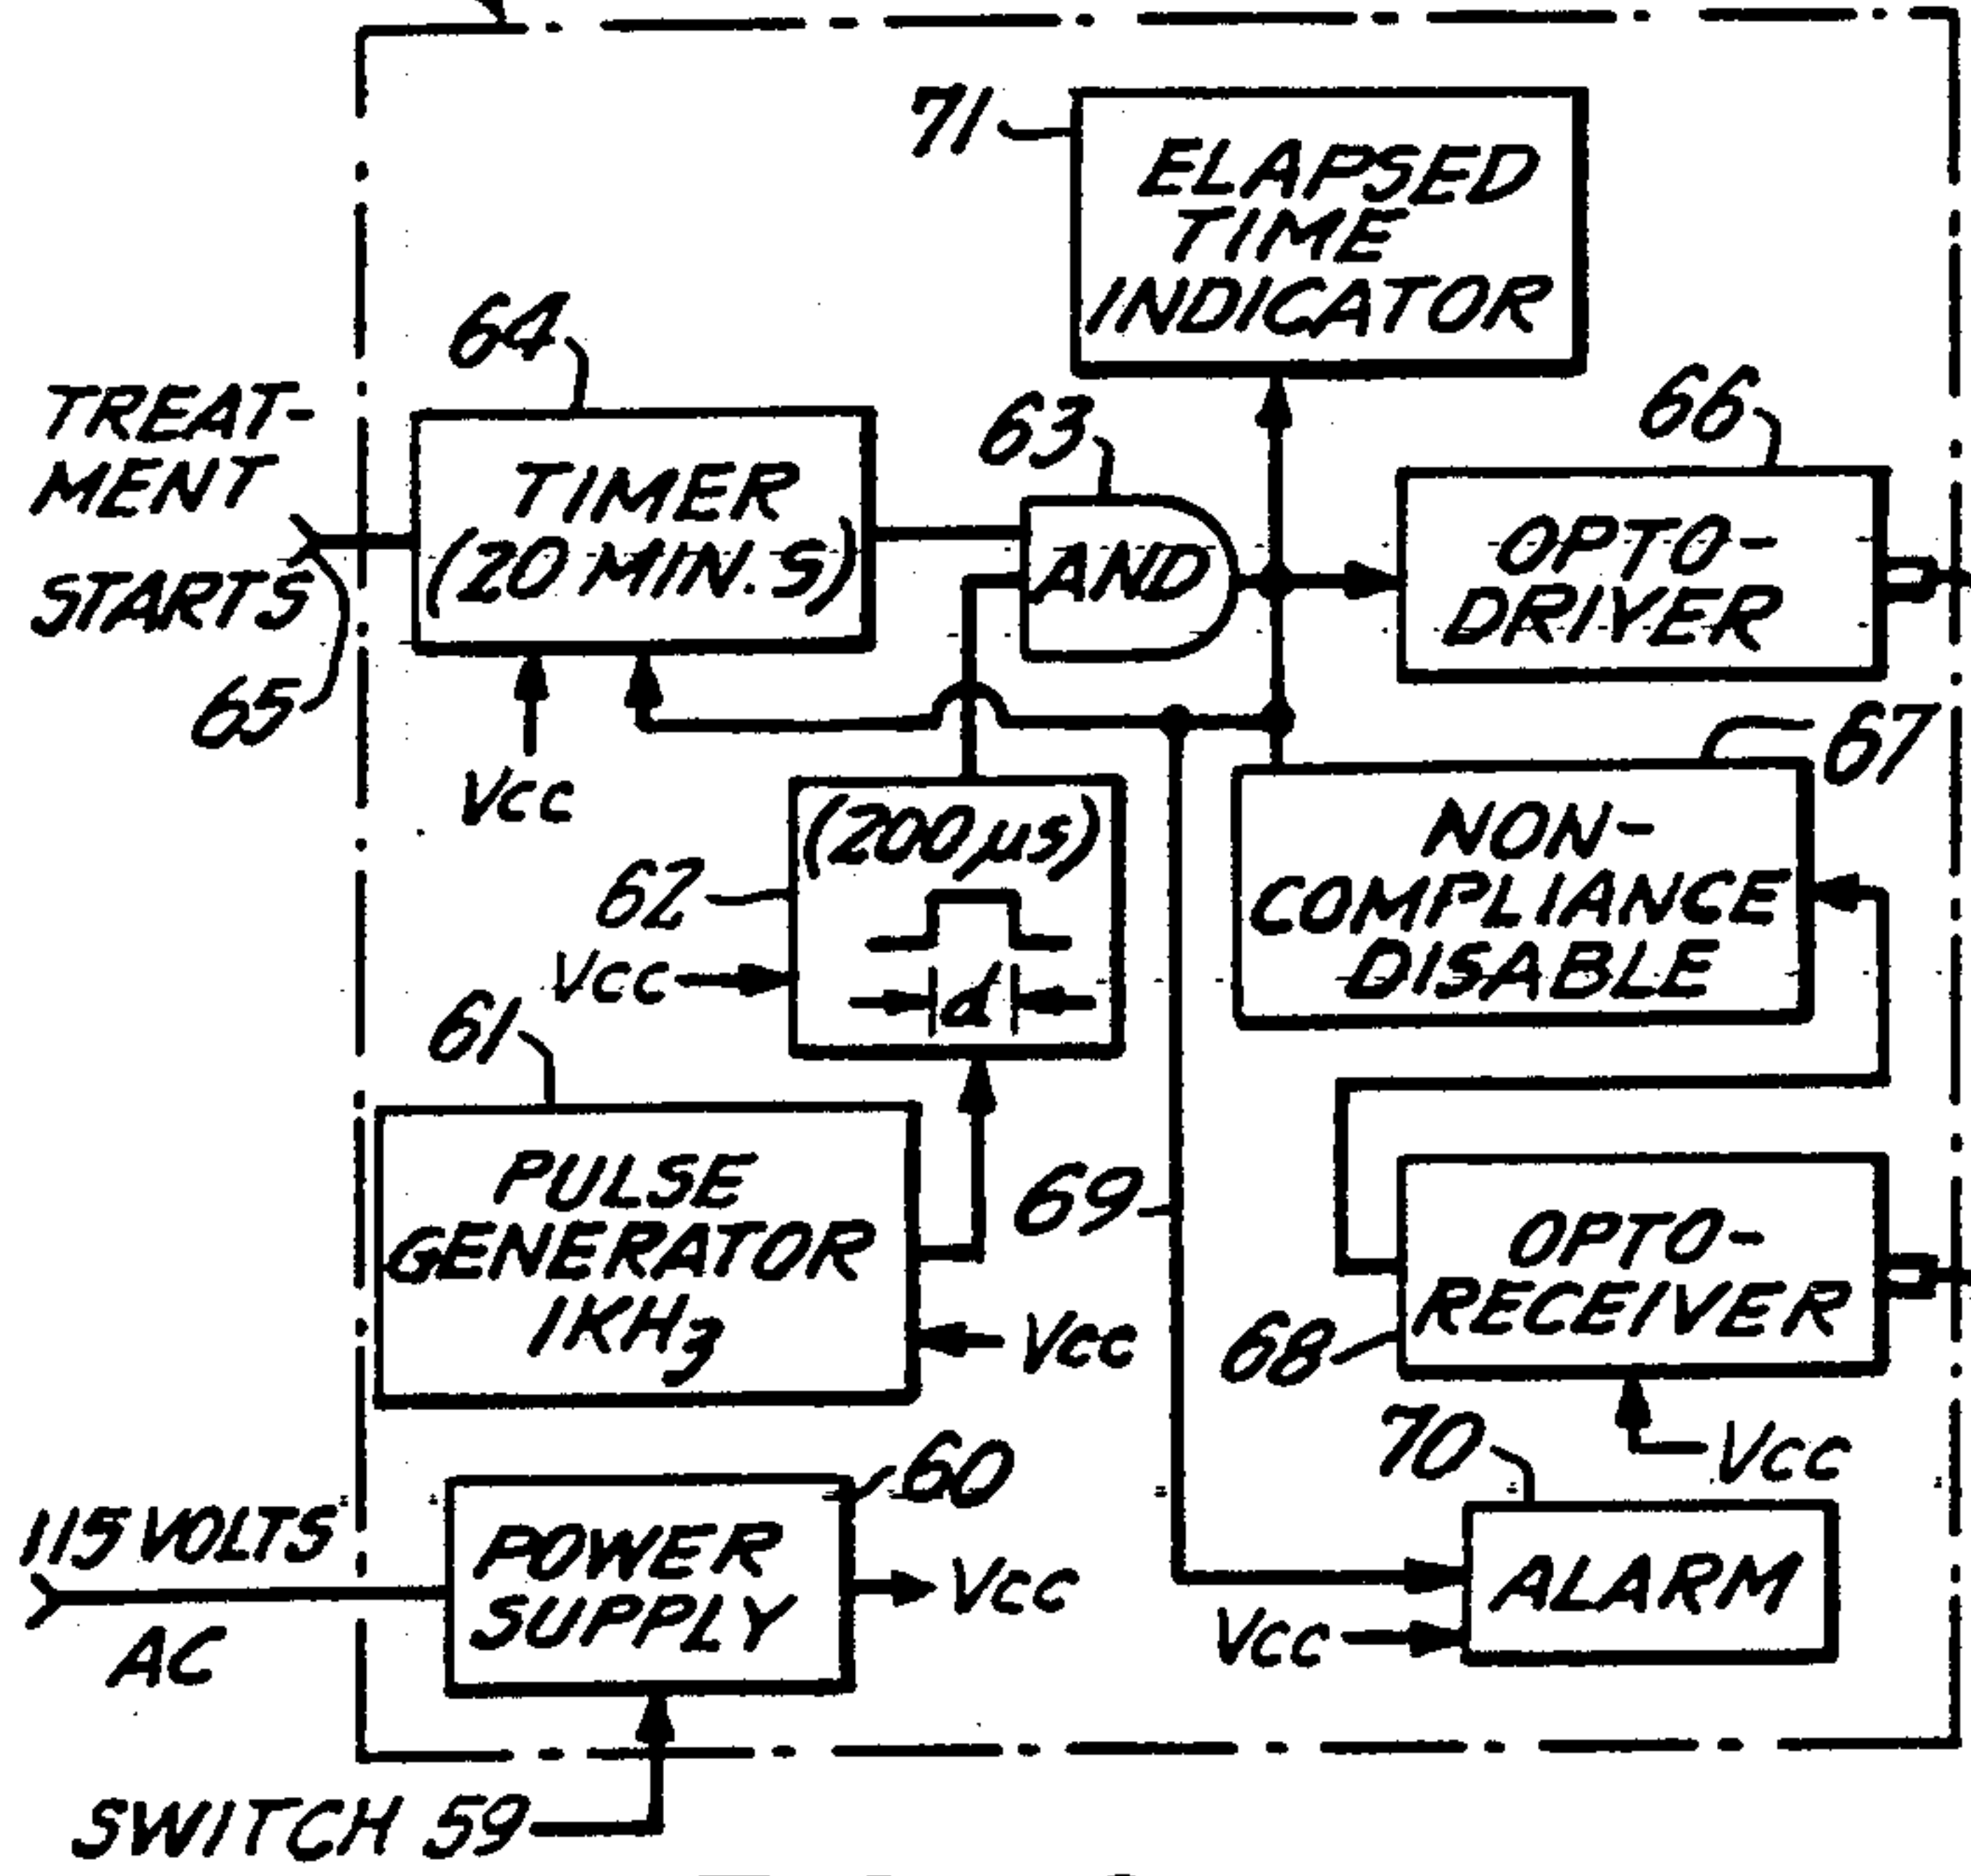 71
ELAPSED
TIME
INDICATOR
64
63
66
TREAT-
MENT
STARTS
65
TIMER
(20 MIN. S)
AND
OPTO-
DRIVER
Vcc
67
(200 µs)
62
Vcc
d
NON-
COMPLIANCE
DISABLE
61
PULSE
GENERATOR
1KHz
69
Vcc
OPTO-
RECEIVER
68
Vcc
70
60
115 VOLTS
AC
POWER
SUPPLY
Vcc
ALARM
Vcc
SWITCH 59